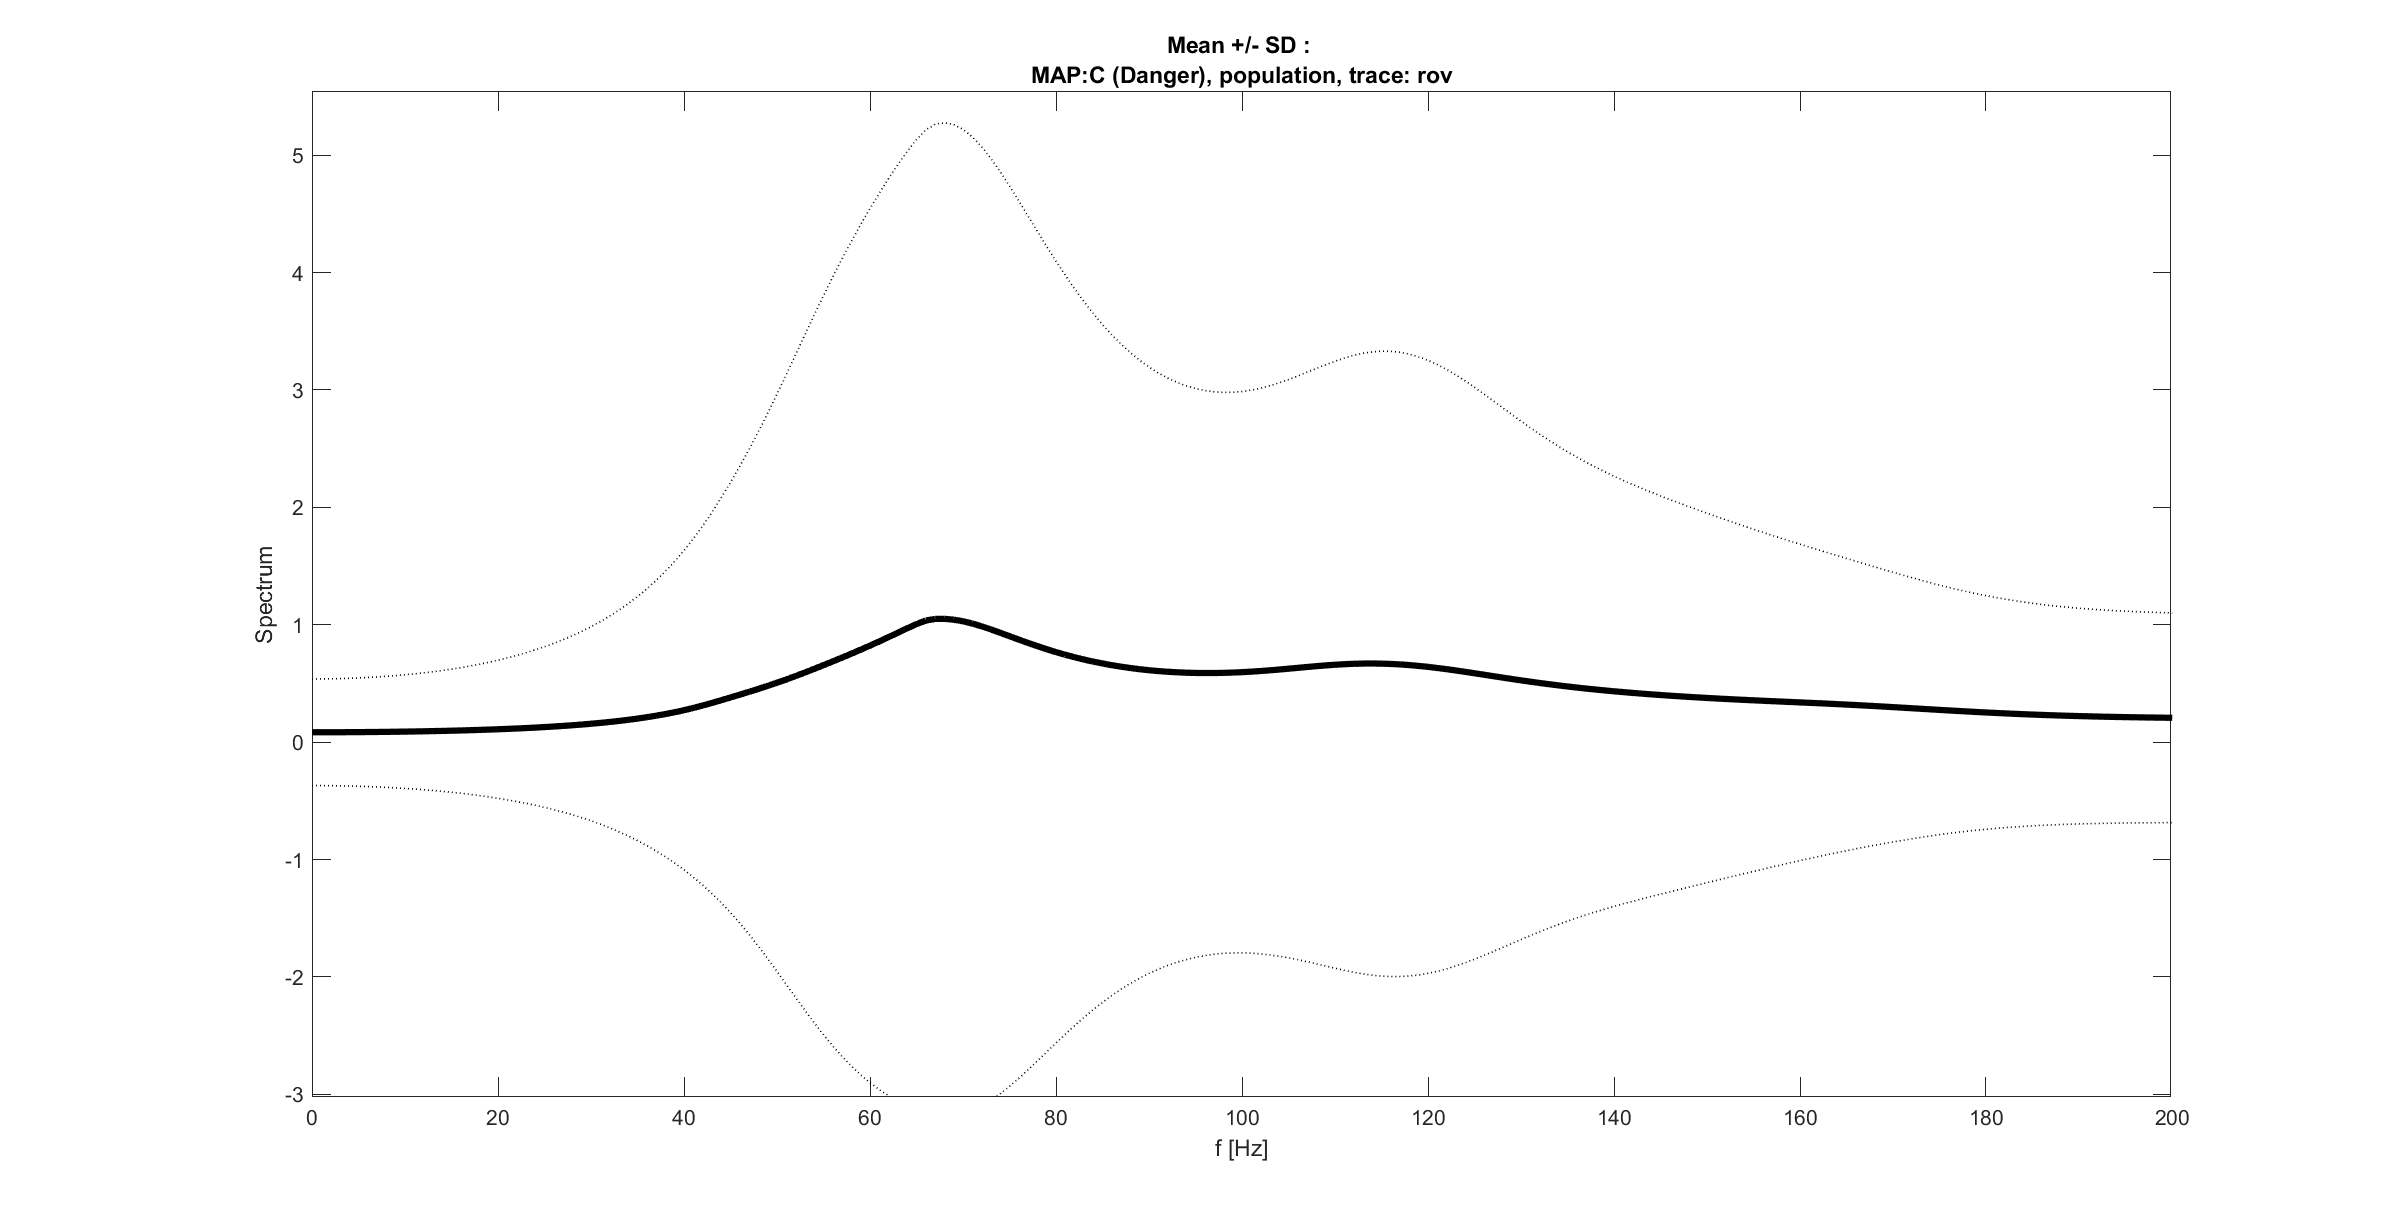 Mean +/- SD :
MAP:C (Danger), population, trace: rov
5
4
3
2
1
0
-1
-2
-3
Spectrum
0 20 40 60 80 100 120 140 160 180 200
f [Hz]